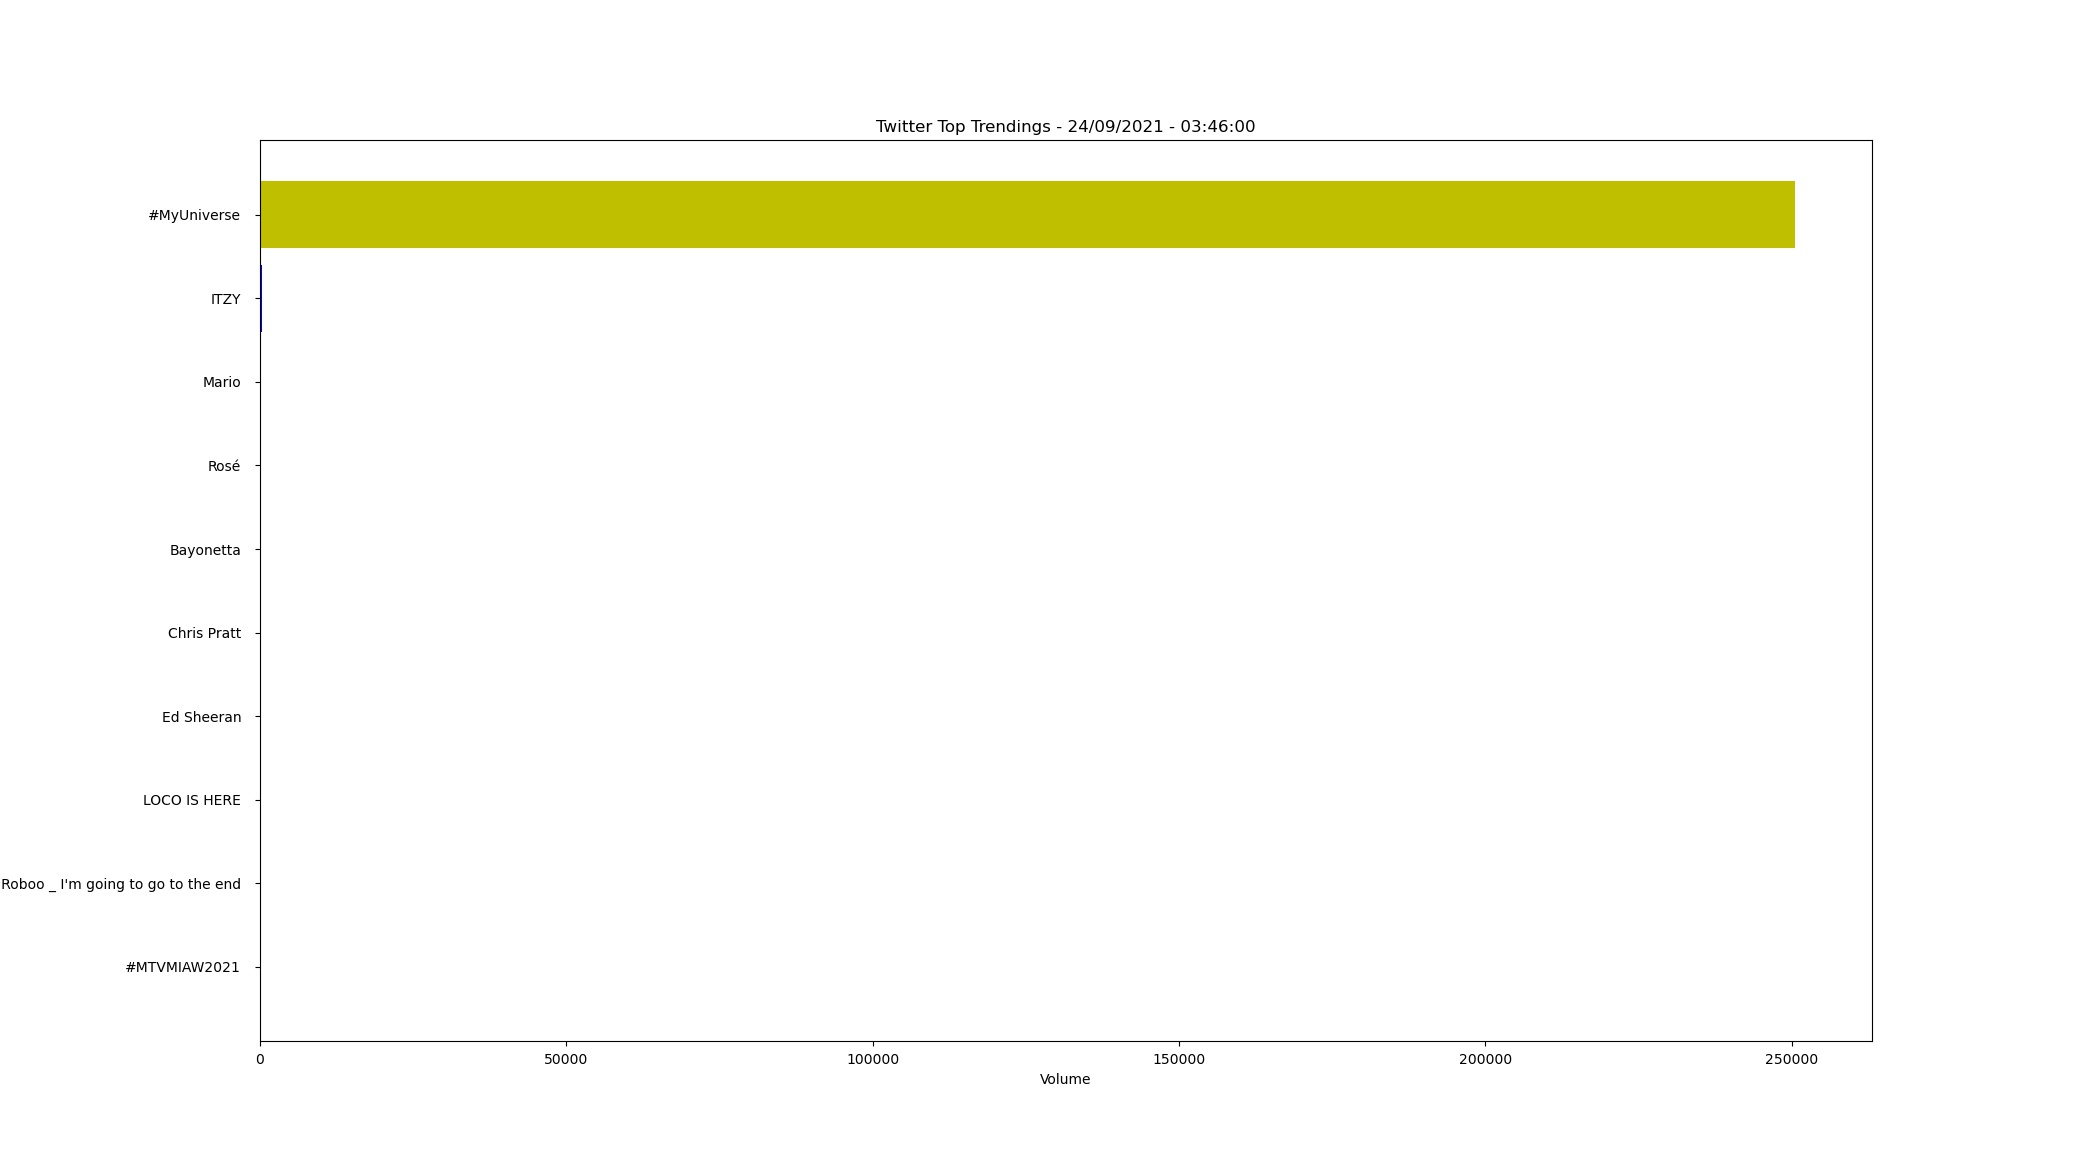 Twitter Top Trendings - 24/09/2021 - 03:46:00
#MyUniverse
ITZY
Mario
Rosé
Bayonetta
Chris Pratt
Ed Sheeran
LOCO IS HERE
Roboo _ I'm going to go to the end
#MTVMIAW2021
0 50000 100000 150000 200000 250000
Volume